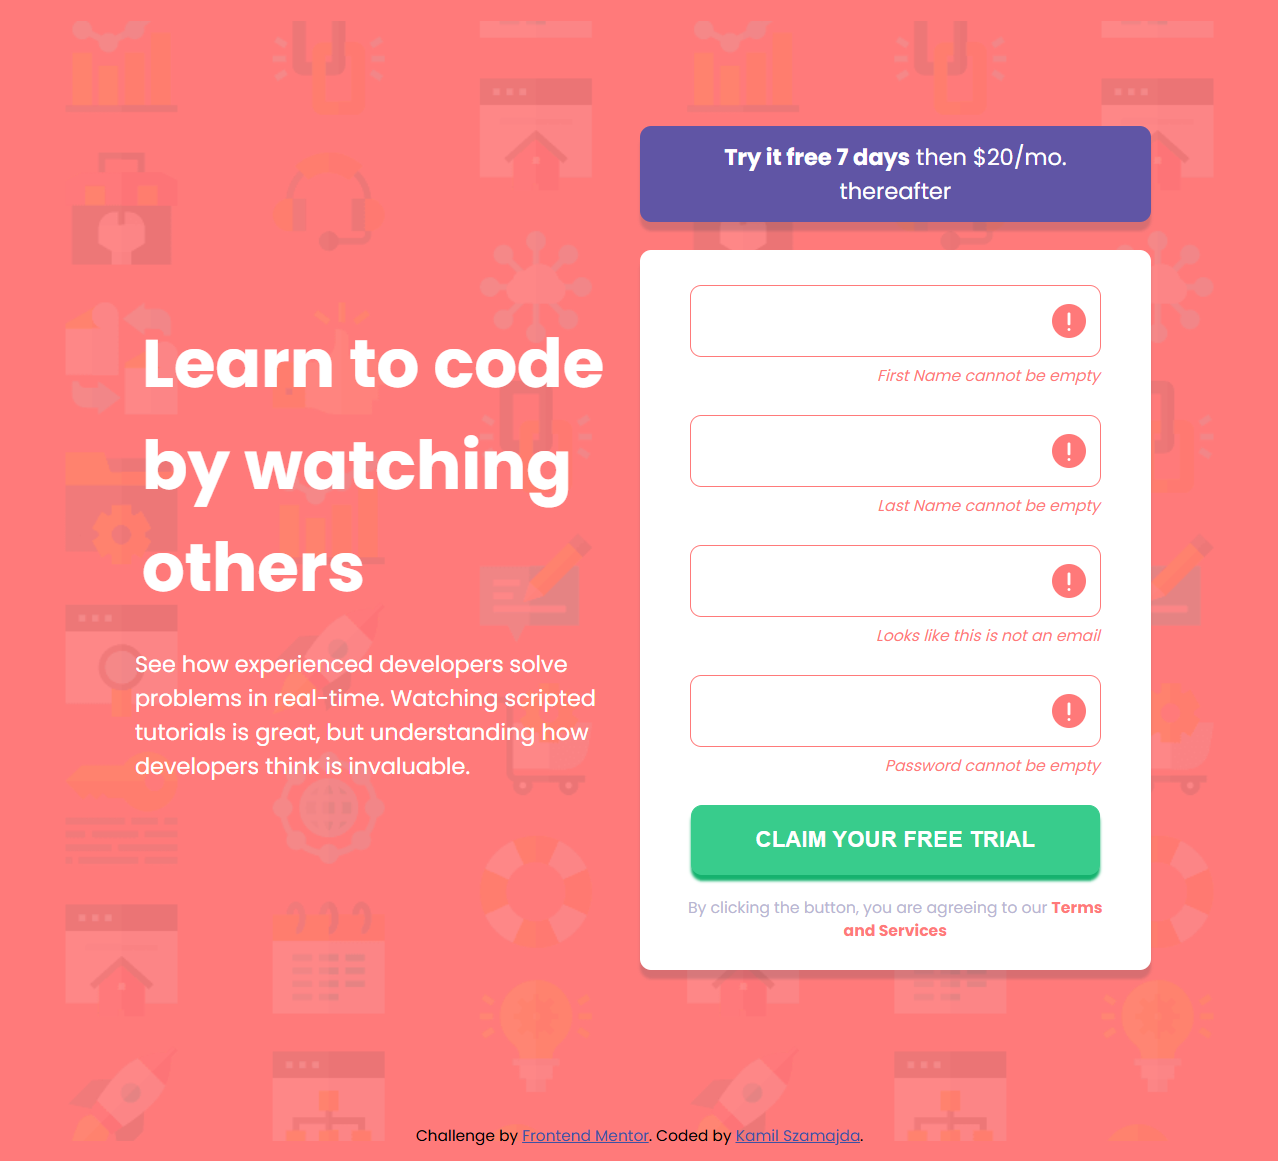 Try it free 7 days then $20/mo.
thereafter
Learn to code
by watching
others
See how experienced developers solve
problems in real-time. Watching scripted
tutorials is great, but understanding how
developers think is invaluable.
First Name cannot be empty
Last Name cannot be empty
Looks like this is not an email
Password cannot be empty
CLAIM YOUR FREE TRIAL
By clicking the button, you are agreeing to our Terms
and Services
Challenge by Frontend Mentor. Coded by Kamil Szamajda.